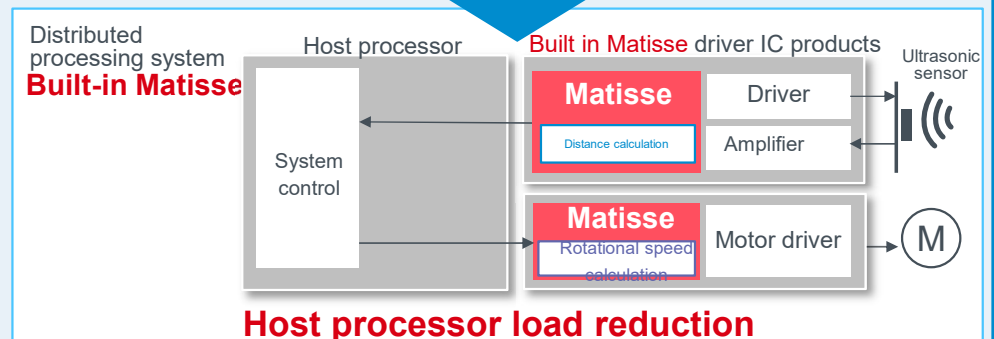 Distributed
processing system
Built-in Matisse
Host processor
System
control
Built in Matisse driver IC products
Matisse
Distance calculation
Driver
Amplifier
Ultrasonic
sensor
Matisse
Rotational speed
calculation
Motor driver
M
Host processor load reduction